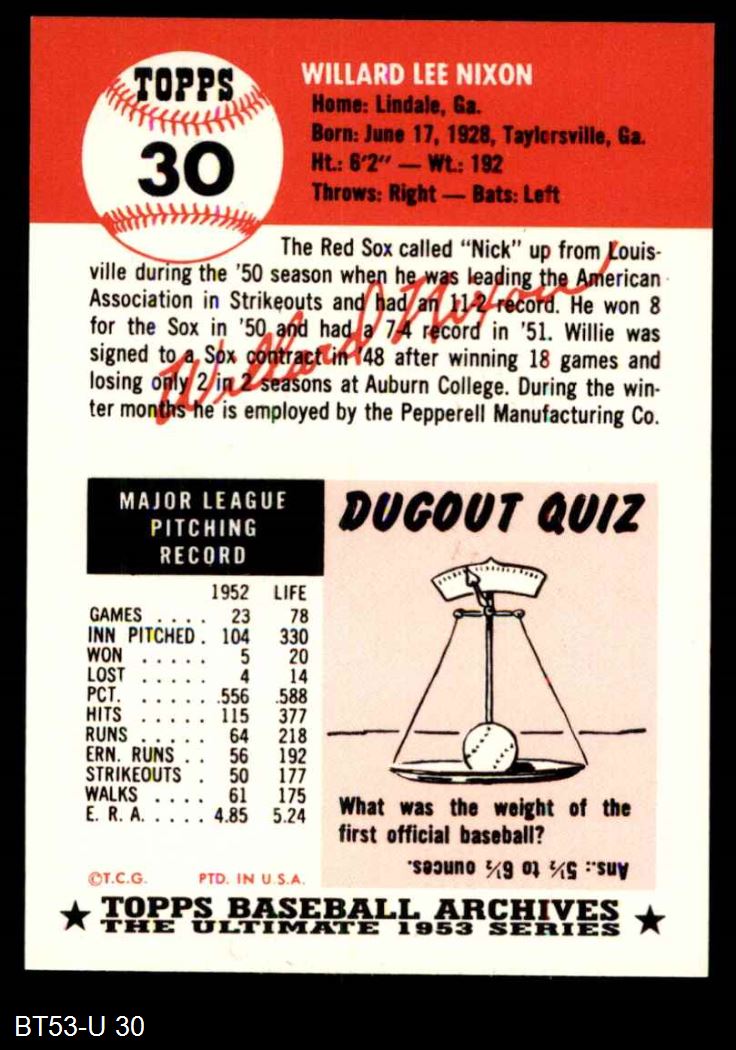 TOPPS
30
WILLARD LEE NIXON
Home: Lindale, Ga.
Born: June 17, 1928, Taylorsville, Ga.
Ht.: 6'2" — Wt.: 192
Throws: Right — Bats: Left
The Red Sox called "Nick" up from Louis-
ville during the '50 season when he was leading the American
Association in Strikeouts and had an 11-2 record. He won 8
for the Sox in '50 and had a 7-4 record in '51. Willie was
signed to a Sox contract in '48 after winning 18 games and
losing only 2 in 2 seasons at Auburn College. During the win-
ter months he is employed by the Pepperell Manufacturing Co.
Willard Nixon
MAJOR LEAGUE
PITCHING
RECORD
1952 LIFE
GAMES .... 23 78
INN PITCHED . 104 330
WON ..... 5 20
LOST ..... 4 14
PCT. ..... .556 .588
HITS ..... 115 377
RUNS ..... 64 218
ERN. RUNS .. 56 192
STRIKEOUTS . 50 177
WALKS .... 61 175
E. R. A. ..... 4.85 5.24
©T.C.G. PTD. IN U.S.A.
DUGOUT QUIZ
What was the weight of the
first official baseball?
Ans.: 5½ to 6½ ounces.
★ TOPPS BASEBALL ARCHIVES ★
THE ULTIMATE 1953 SERIES
BT53-U 30